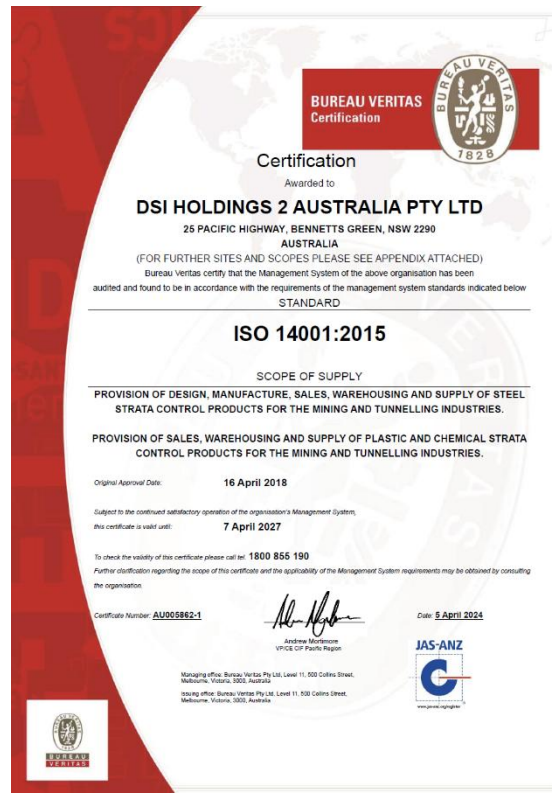 BUREAU VERITAS
Certification
BUREAU VERITAS
1828
Certification
Awarded to
DSI HOLDINGS 2 AUSTRALIA PTY LTD
25 PACIFIC HIGHWAY, BENNETTS GREEN, NSW 2290
AUSTRALIA
(FOR FURTHER SITES AND SCOPES PLEASE SEE APPENDIX ATTACHED)
Bureau Veritas certify that the Management System of the above organisation has been
audited and found to be in accordance with the requirements of the management system standards indicated below
STANDARD
ISO 14001:2015
SCOPE OF SUPPLY
PROVISION OF DESIGN, MANUFACTURE, SALES, WAREHOUSING AND SUPPLY OF STEEL
STRATA CONTROL PRODUCTS FOR THE MINING AND TUNNELLING INDUSTRIES.
PROVISION OF SALES, WAREHOUSING AND SUPPLY OF PLASTIC AND CHEMICAL STRATA
CONTROL PRODUCTS FOR THE MINING AND TUNNELLING INDUSTRIES.
Original Approval Date: 16 April 2018
Subject to the continued satisfactory operation of the organisation's Management System,
this certificate is valid until: 7 April 2027
To check the validity of this certificate please call tel. 1800 855 190
Further clarification regarding the scope of this certificate and the applicability of the Management System requirements may be obtained by consulting
the organisation.
Certificate Number: AU005862-1
Date: 5 April 2024
Andrew Mortimore
VP/CE CIF Pacific Region
JAS-ANZ
www.jas-anz.org/register
Managing office: Bureau Veritas Pty Ltd, Level 11, 500 Collins Street,
Melbourne, Victoria, 3000, Australia
Issuing office: Bureau Veritas Pty Ltd, Level 11, 500 Collins Street,
Melbourne, Victoria, 3000, Australia
BUREAU
VERITAS